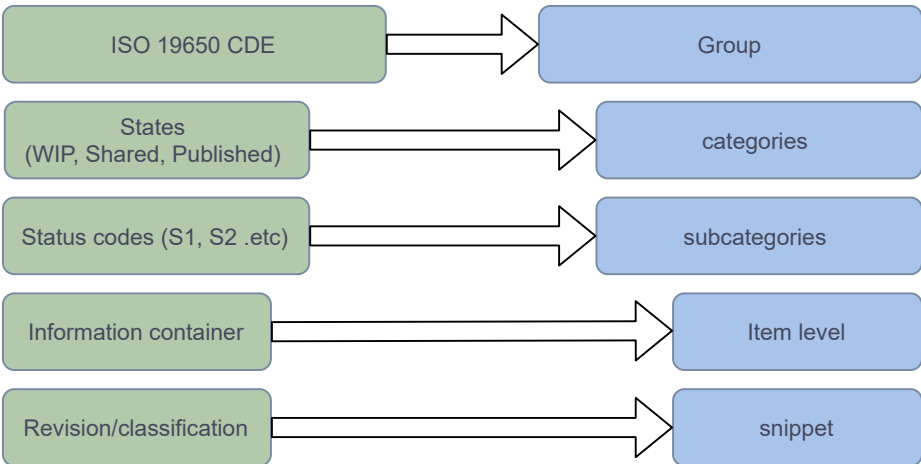 ISO 19650 CDE
Group
States
(WIP, Shared, Published)
categories
Status codes (S1, S2 .etc)
subcategories
Information container
Item level
Revision/classification
snippet